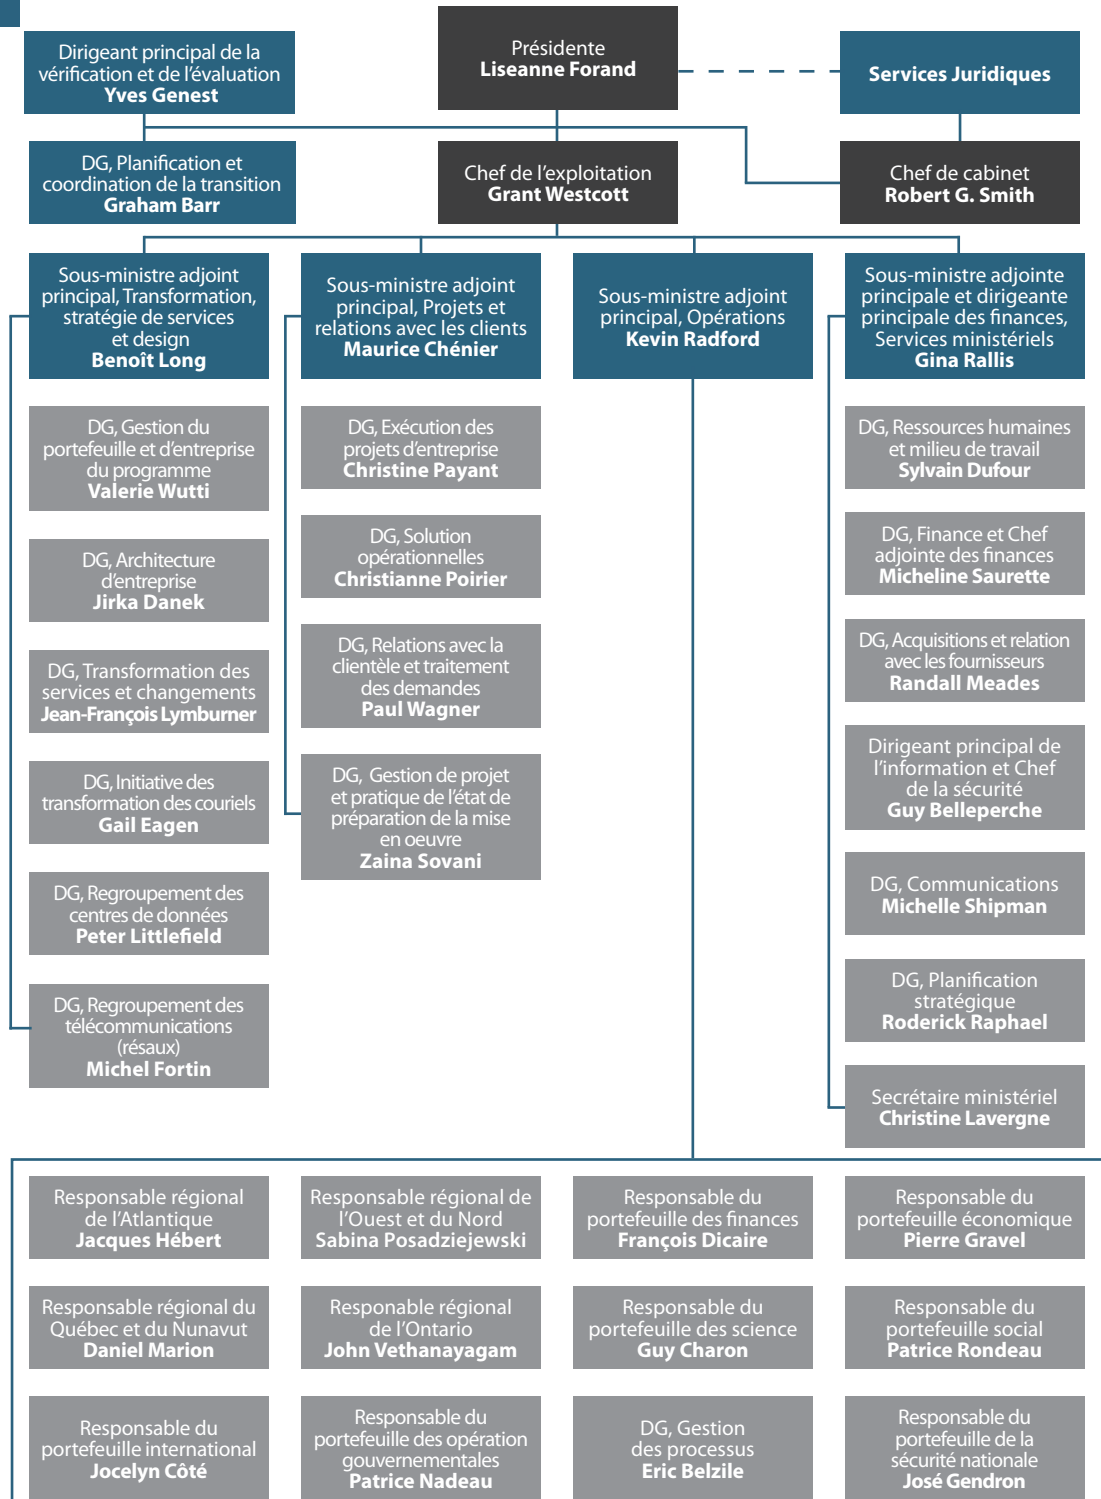 Dirigeant principal de la
vérification et de l'évaluation
Yves Genest
Présidente
Liseanne Forand
Services Juridiques
DG, Planification et
coordination de la transition
Graham Barr
Chef de l'exploitation
Grant Westcott
Chef de cabinet
Robert G. Smith
Sous-ministre adjoint
principal, Transformation,
stratégie de services
et design
Benoît Long
Sous-ministre adjoint
principal, Projets et
relations avec les clients
Maurice Chénier
Sous-ministre adjoint
principal, Opérations
Kevin Radford
Sous-ministre adjointe
principale et dirigeante
principale des finances,
Services ministériels
Gina Rallis
DG, Gestion du
portefeuille et d'entreprise
du programme
Valerie Wutti
DG, Architecture
d'entreprise
Jirka Danek
DG, Transformation des
services et changements
Jean-François Lymburner
DG, Initiative des
transformation des couriels
Gail Eagen
DG, Regroupement des
centres de données
Peter Littlefield
DG, Regroupement des
télécommunications
(résaux)
Michel Fortin
DG, Exécution des
projets d'entreprise
Christine Payant
DG, Solution
opérationnelles
Christianne Poirier
DG, Relations avec la
clientèle et traitement
des demandes
Paul Wagner
DG, Gestion de projet
et pratique de l'état de
préparation de la mise
en oeuvre
Zaina Sovani
DG, Ressources humaines
et milieu de travail
Sylvain Dufour
DG, Finance et Chef
adjointe des finances
Micheline Saurette
DG, Acquisitions et relation
avec les fournisseurs
Randall Meades
Dirigeant principal de
l'information et Chef
de la sécurité
Guy Belleperche
DG, Communications
Michelle Shipman
DG, Planification
stratégique
Roderick Raphael
Secrétaire ministériel
Christine Lavergne
Responsable régional
de l'Atlantique
Jacques Hébert
Responsable régional de
l'Ouest et du Nord
Sabina Posadziejewski
Responsable du
portefeuille des finances
François Dicaire
Responsable du
portefeuille économique
Pierre Gravel
Responsable régional du
Québec et du Nunavut
Daniel Marion
Responable régional
de l'Ontario
John Vethanayagam
Responsable du
portefeuille des science
Guy Charon
Responsable du
portefeuille social
Patrice Rondeau
Responsable du
portefeuille international
Jocelyn Côté
Responsable du
portefeuille des opération
gouvernementales
Patrice Nadeau
DG, Gestion
des processus
Eric Belzile
Responsable du
portefeuille de la
sécurité nationale
José Gendron